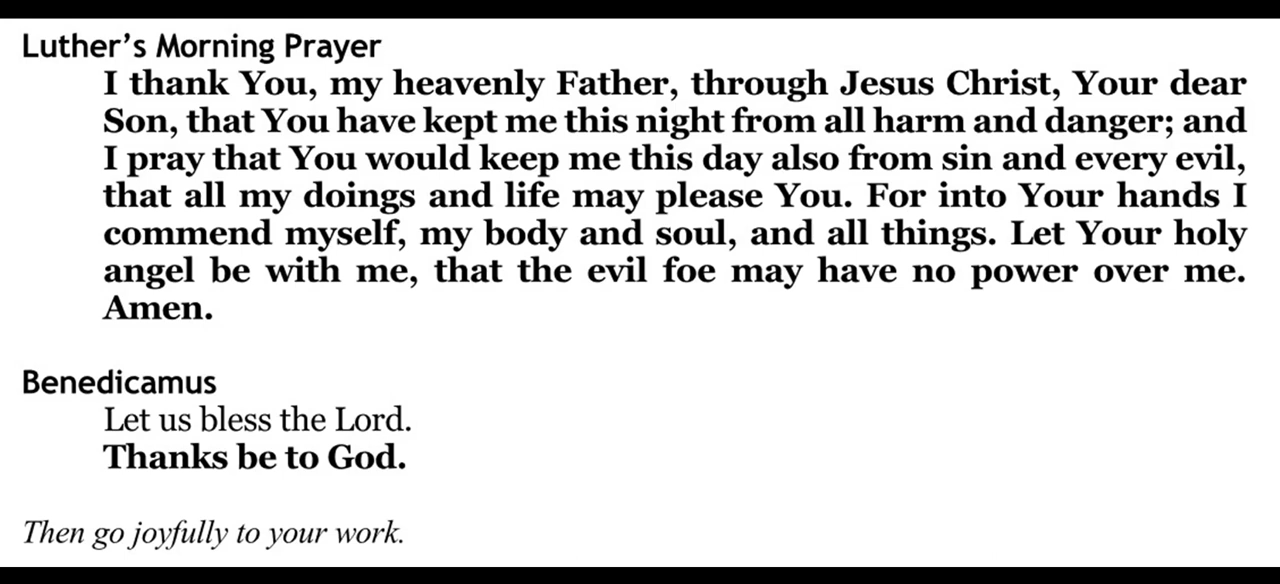 Luther’s Morning Prayer
I thank You, my heavenly Father, through Jesus Christ, Your dear
Son, that You have kept me this night from all harm and danger; and
I pray that You would keep me this day also from sin and every evil,
that all my doings and life may please You. For into Your hands I
commend myself, my body and soul, and all things. Let Your holy
angel be with me, that the evil foe may have no power over me.
Amen.
Benedicamus
Let us bless the Lord.
Thanks be to God.
Then go joyfully to your work.